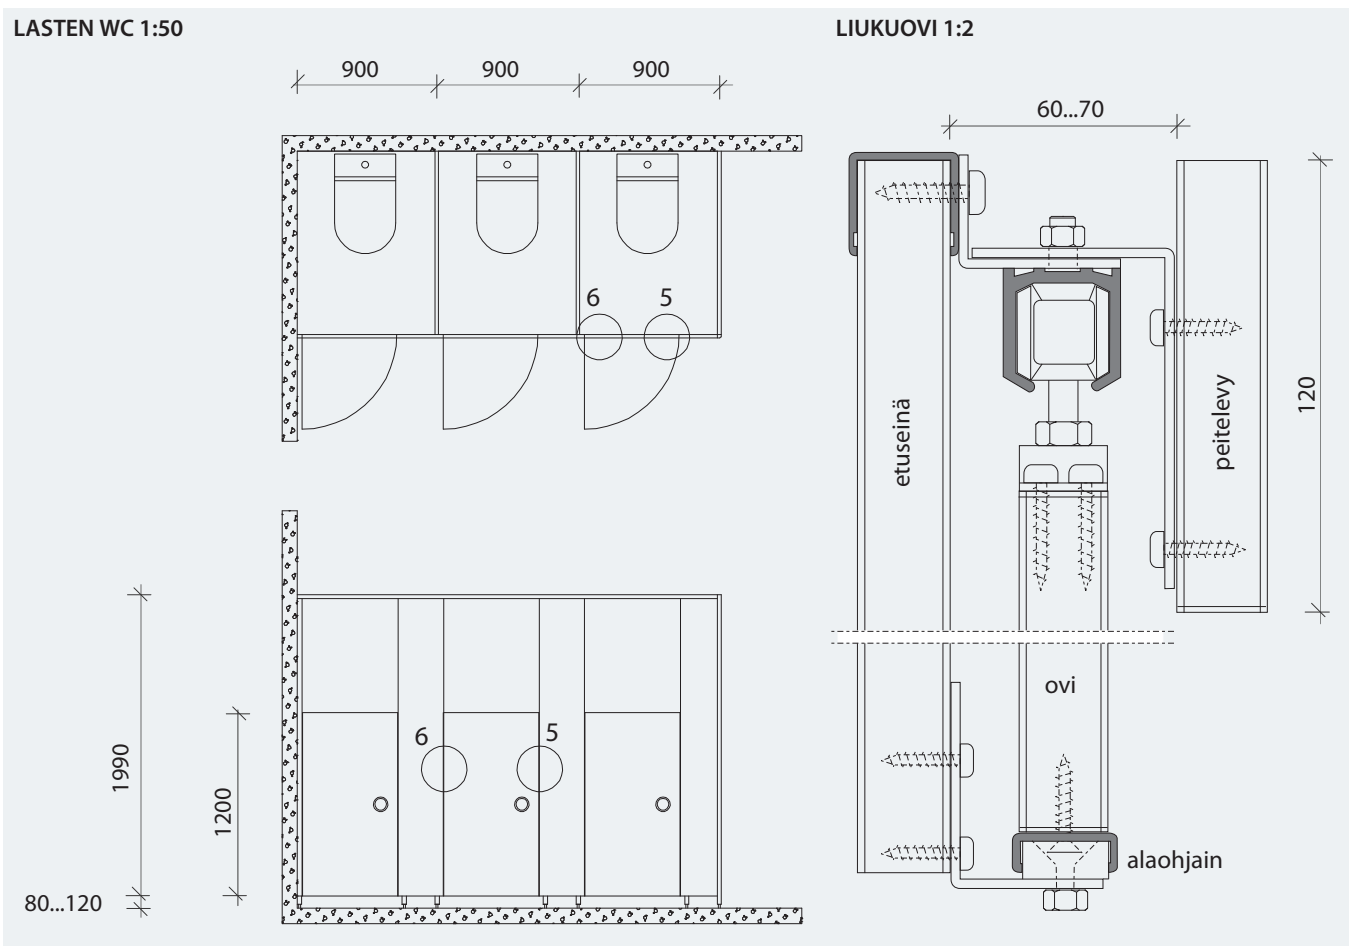 LASTEN WC 1:50
900 900 900
6 5
6 5
1990
1200
80...120
LIUKUOVI 1:2
60...70
etuseinä
peitelevy
120
ovi
alaohjain